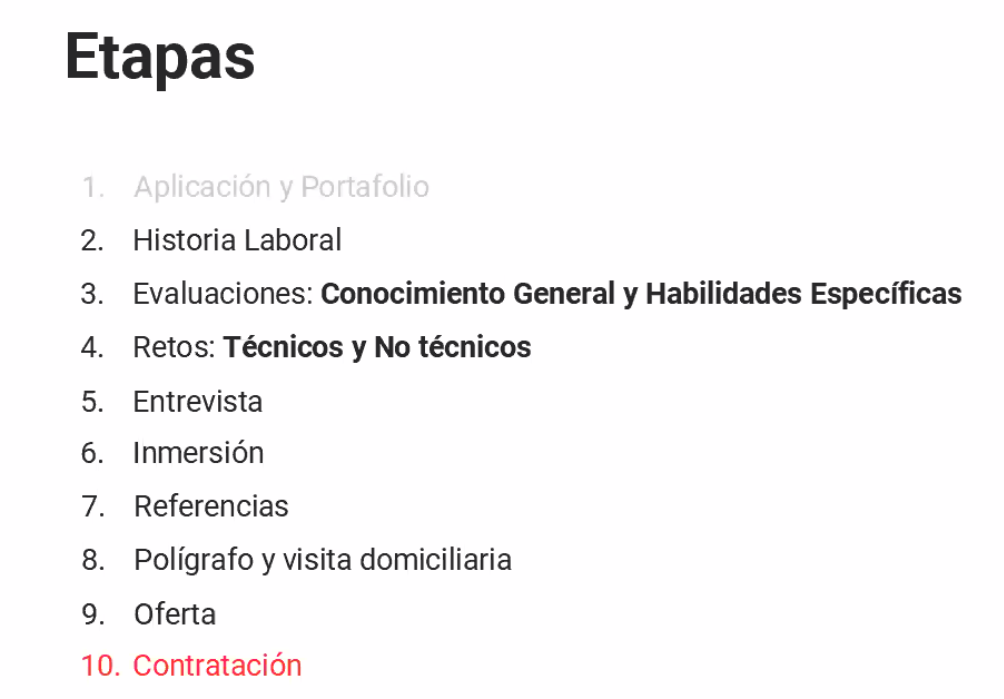 Etapas
1. Aplicación y Portafolio
2. Historia Laboral
3. Evaluaciones: Conocimiento General y Habilidades Específicas
4. Retos: Técnicos y No técnicos
5. Entrevista
6. Inmersión
7. Referencias
8. Polígrafo y visita domiciliaria
9. Oferta
10. Contratación